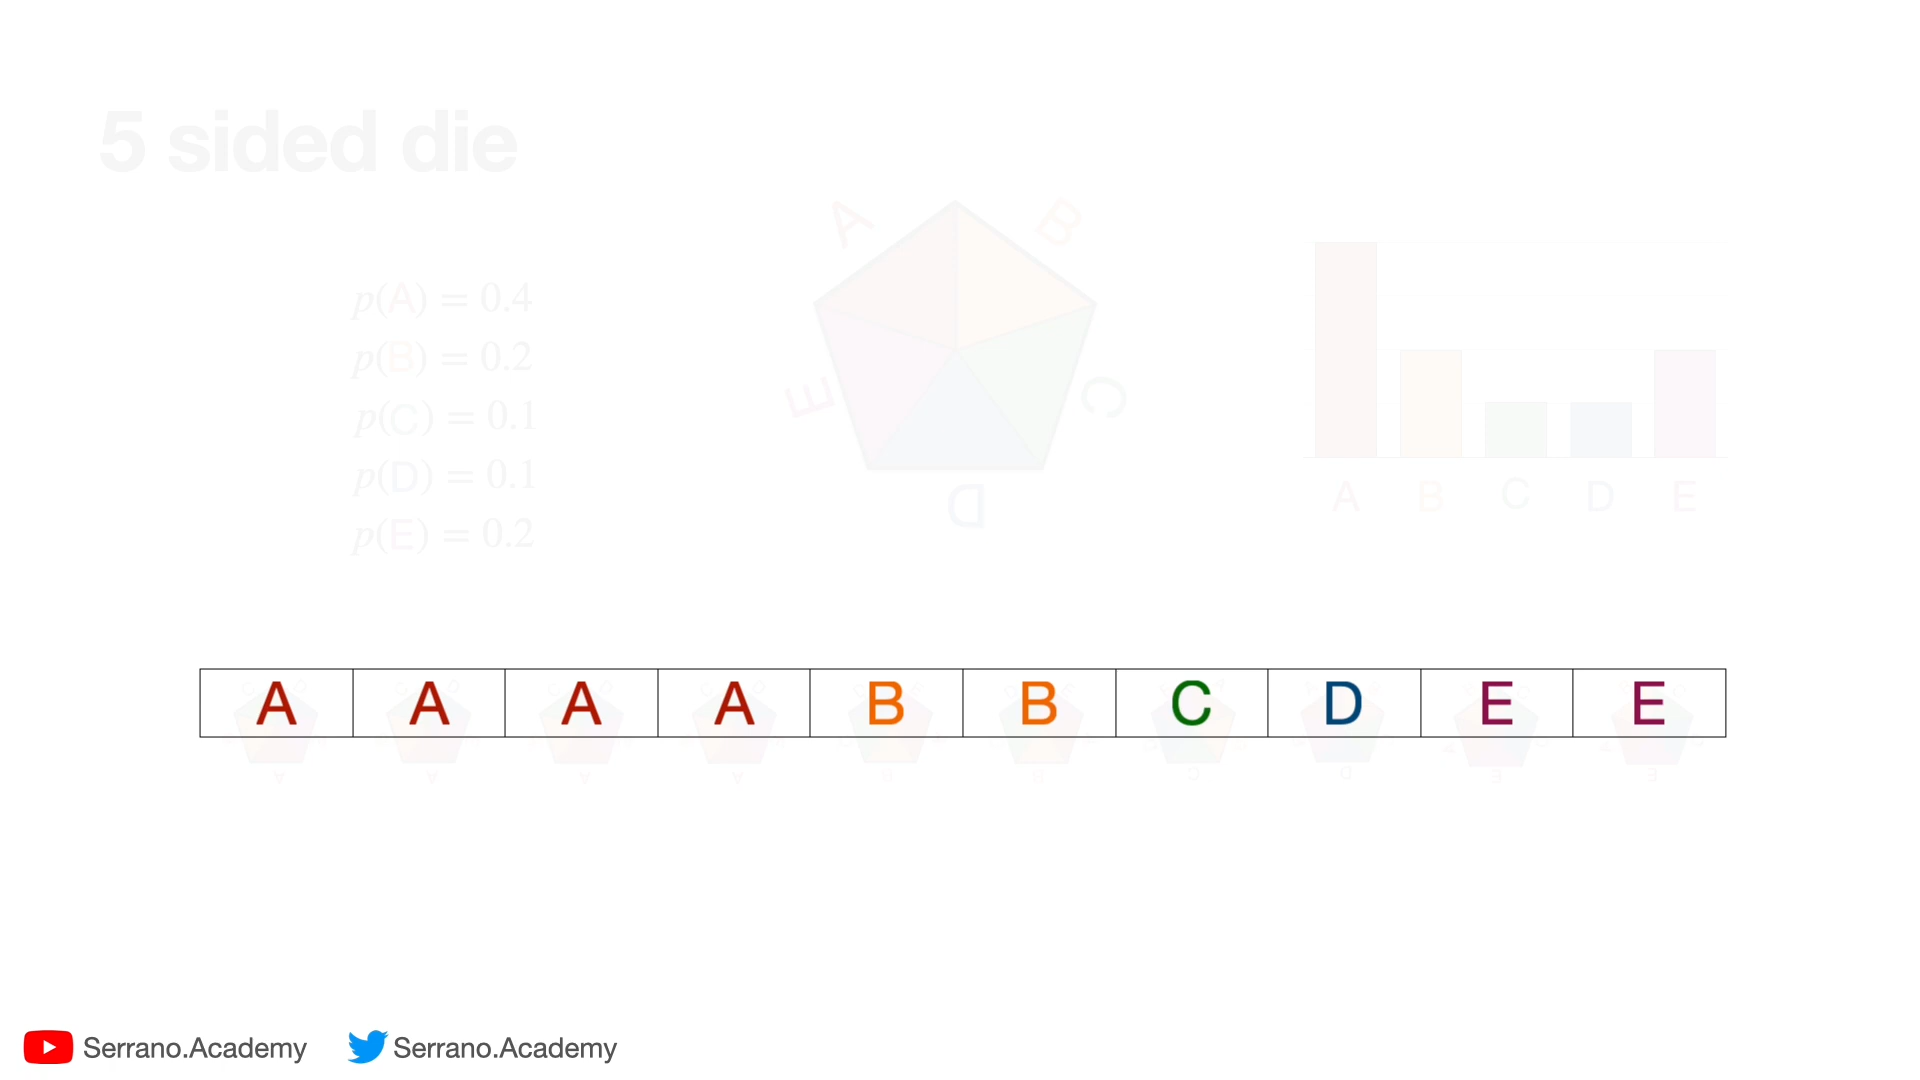 5 sided die
A B
p(A) = 0.4
p(B) = 0.2
p(C) = 0.1
p(D) = 0.1
p(E) = 0.2
E C
D
A B C D E
A A A A B B C D E E
A A A A B B C D E E
Serrano.Academy Serrano.Academy